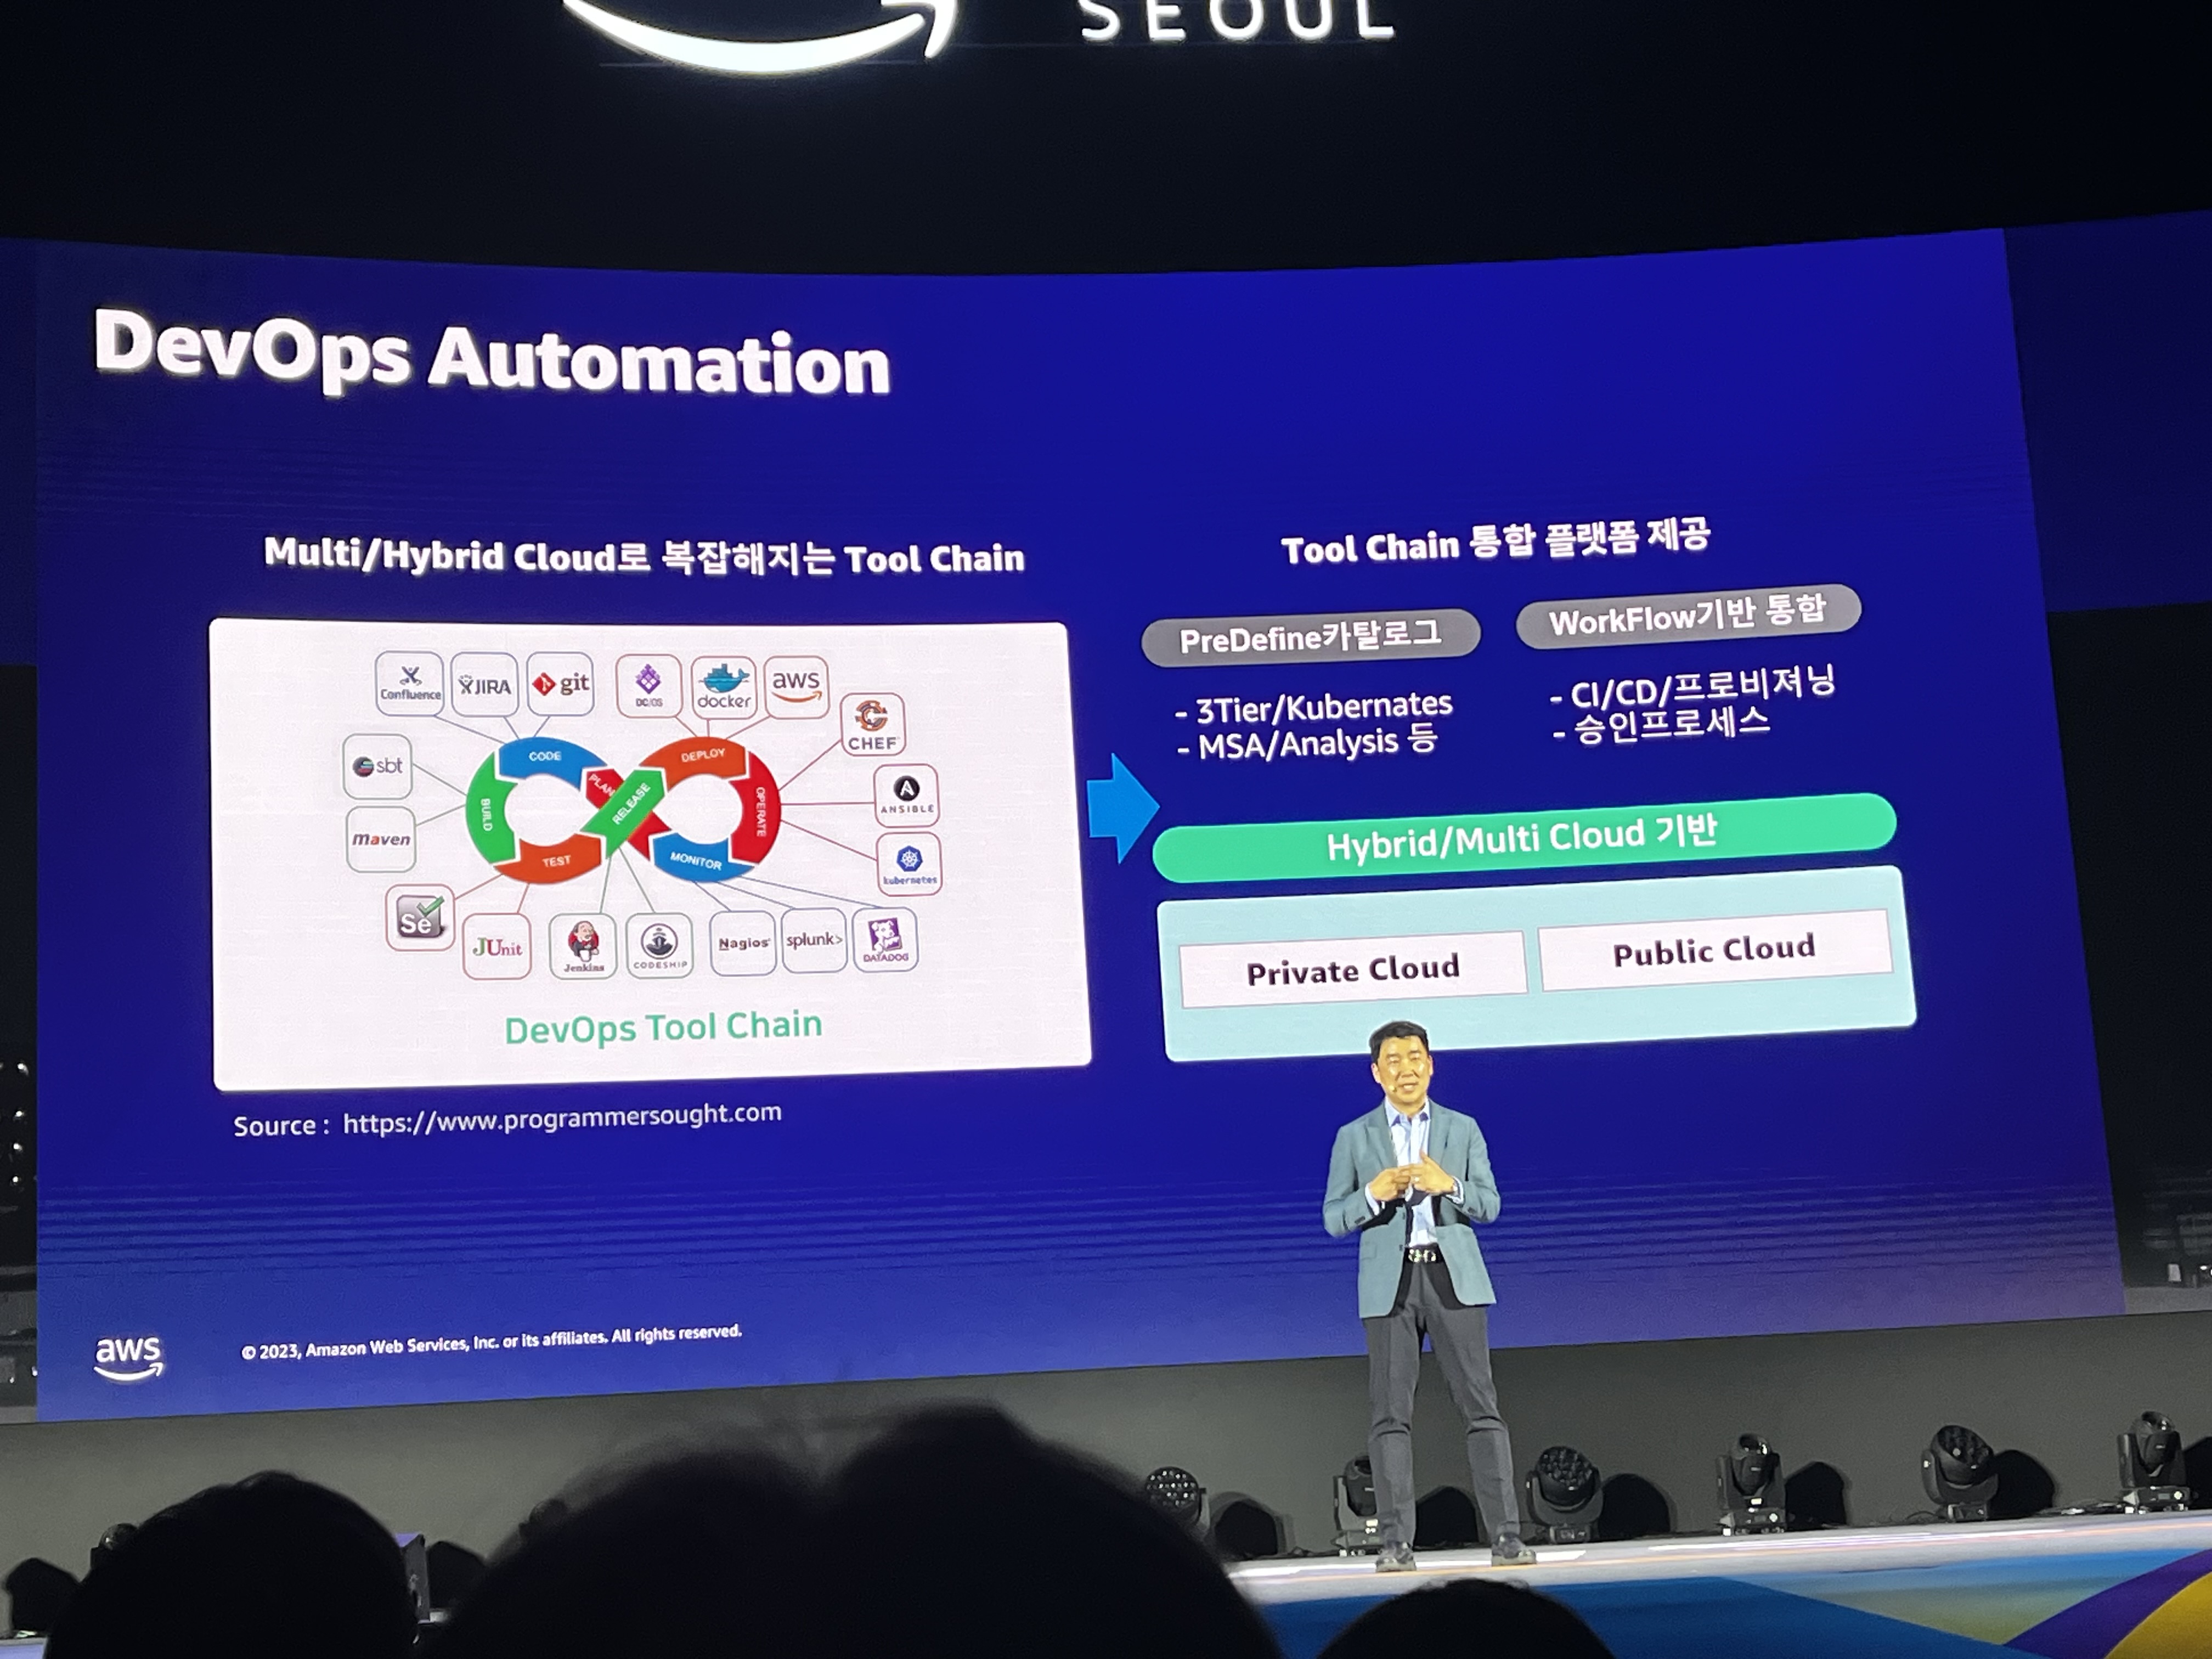 SEOUL
DevOps Automation
Multi/Hybrid Cloud로 복잡해지는 Tool Chain
Confluence
JIRA
git
DC/OS
docker
aws
CHEF
sbt
CODE
PLAN
RELEASE
DEPLOY
ANSIBLE
BUILD
OPERATE
maven
TEST
MONITOR
kubernetes
Se
JUnit
Jenkins
CODESHIP
Nagios
splunk>
DATADOG
DevOps Tool Chain
Source : https://www.programmersought.com
Tool Chain 통합 플랫폼 제공
PreDefine카탈로그
- 3Tier/Kubernates
- MSA/Analysis 등
WorkFlow기반 통합
- CI/CD/프로비져닝
- 승인프로세스
Hybrid/Multi Cloud 기반
Private Cloud
Public Cloud
aws
© 2023, Amazon Web Services, Inc. or its affiliates. All rights reserved.